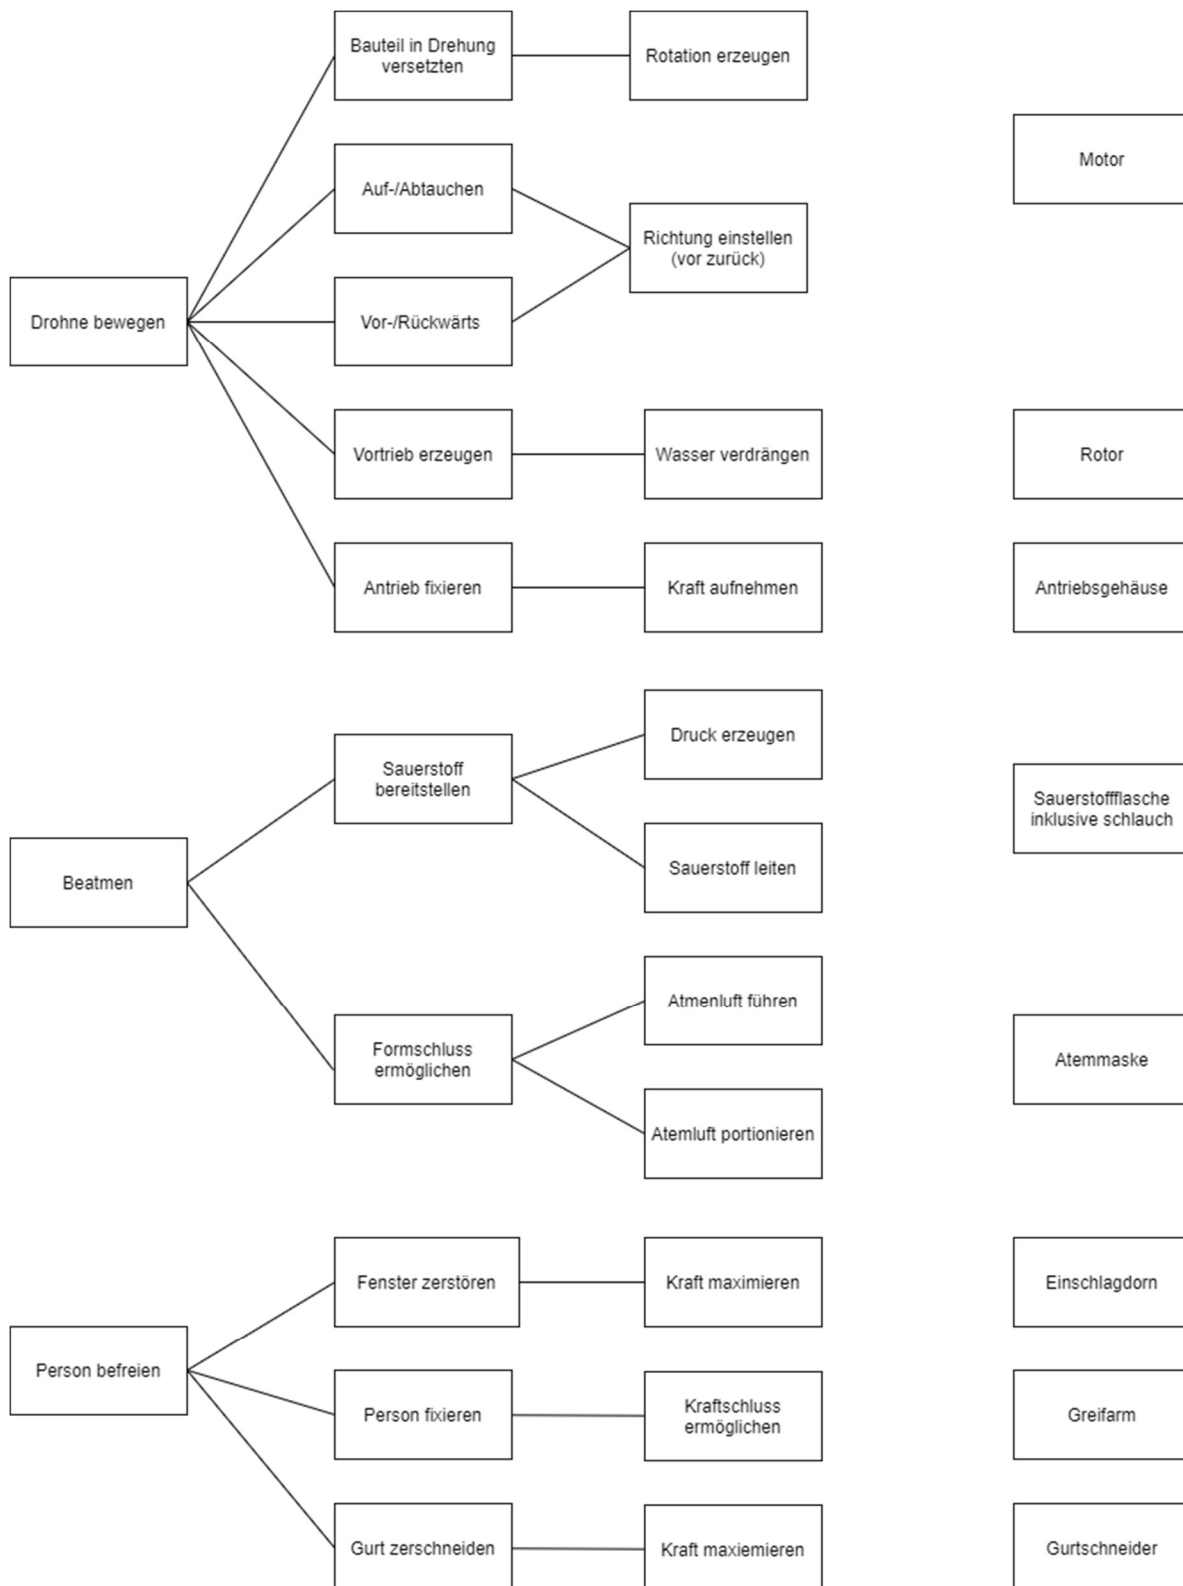 Bauteil in Drehung
versetzten
Rotation erzeugen
Motor
Auf-/Abtauchen
Richtung einstellen
(vor zurück)
Drohne bewegen
Vor-/Rückwärts
Vortrieb erzeugen
Wasser verdrängen
Rotor
Antrieb fixieren
Kraft aufnehmen
Antriebsgehäuse
Druck erzeugen
Sauerstoff
bereitstellen
Sauerstoffflasche
inklusive schlauch
Sauerstoff leiten
Beatmen
Atmenluft führen
Formschluss
ermöglichen
Atemmaske
Atemluft portionieren
Fenster zerstören
Kraft maximieren
Einschlagdorn
Person befreien
Person fixieren
Kraftschluss
ermöglichen
Greifarm
Gurt zerschneiden
Kraft maxiemieren
Gurtschneider